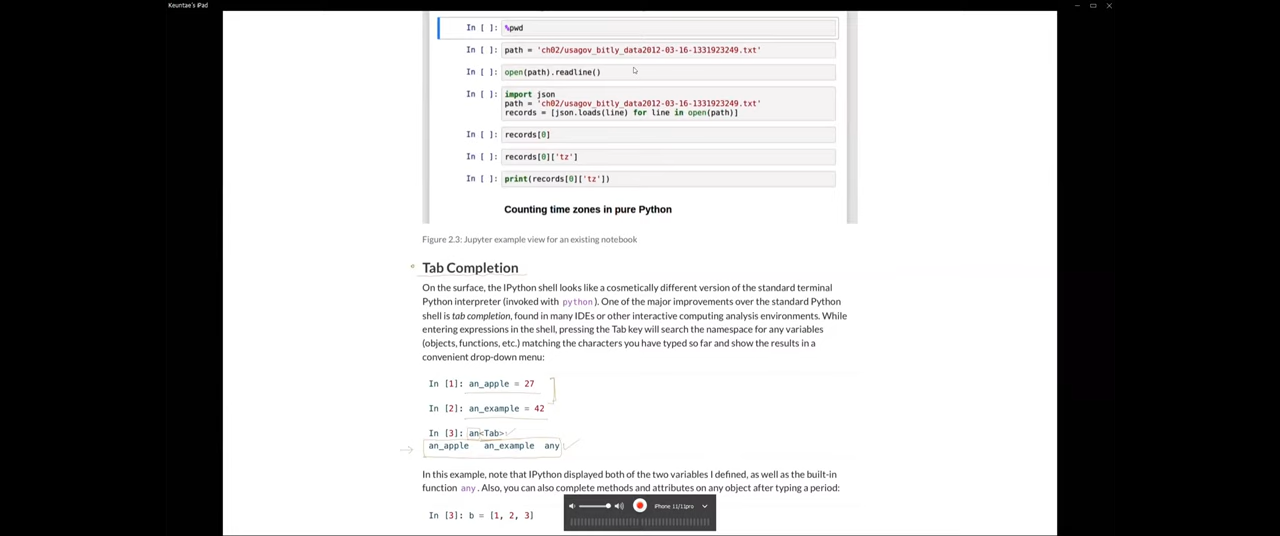 Keuntae's iPad
In [ ]: %pwd
In [ ]: path = 'ch02/usagov_bitly_data2012-03-16-1331923249.txt'
In [ ]: open(path).readline()
In [ ]: import json
path = 'ch02/usagov_bitly_data2012-03-16-1331923249.txt'
records = [json.loads(line) for line in open(path)]
In [ ]: records[0]
In [ ]: records[0]['tz']
In [ ]: print(records[0]['tz'])
Counting time zones in pure Python
Figure 2.3: Jupyter example view for an existing notebook
Tab Completion
On the surface, the IPython shell looks like a cosmetically different version of the standard terminal
Python interpreter (invoked with python). One of the major improvements over the standard Python
shell is tab completion, found in many IDEs or other interactive computing analysis environments. While
entering expressions in the shell, pressing the Tab key will search the namespace for any variables
(objects, functions, etc.) matching the characters you have typed so far and show the results in a
convenient drop-down menu:
In [1]: an_apple = 27
In [2]: an_example = 42
In [3]: an<Tab>
an_apple an_example any
In this example, note that IPython displayed both of the two variables I defined, as well as the built-in
function any. Also, you can also complete methods and attributes on any object after typing a period:
iPhone 11/11pro
In [3]: b = [1, 2, 3]